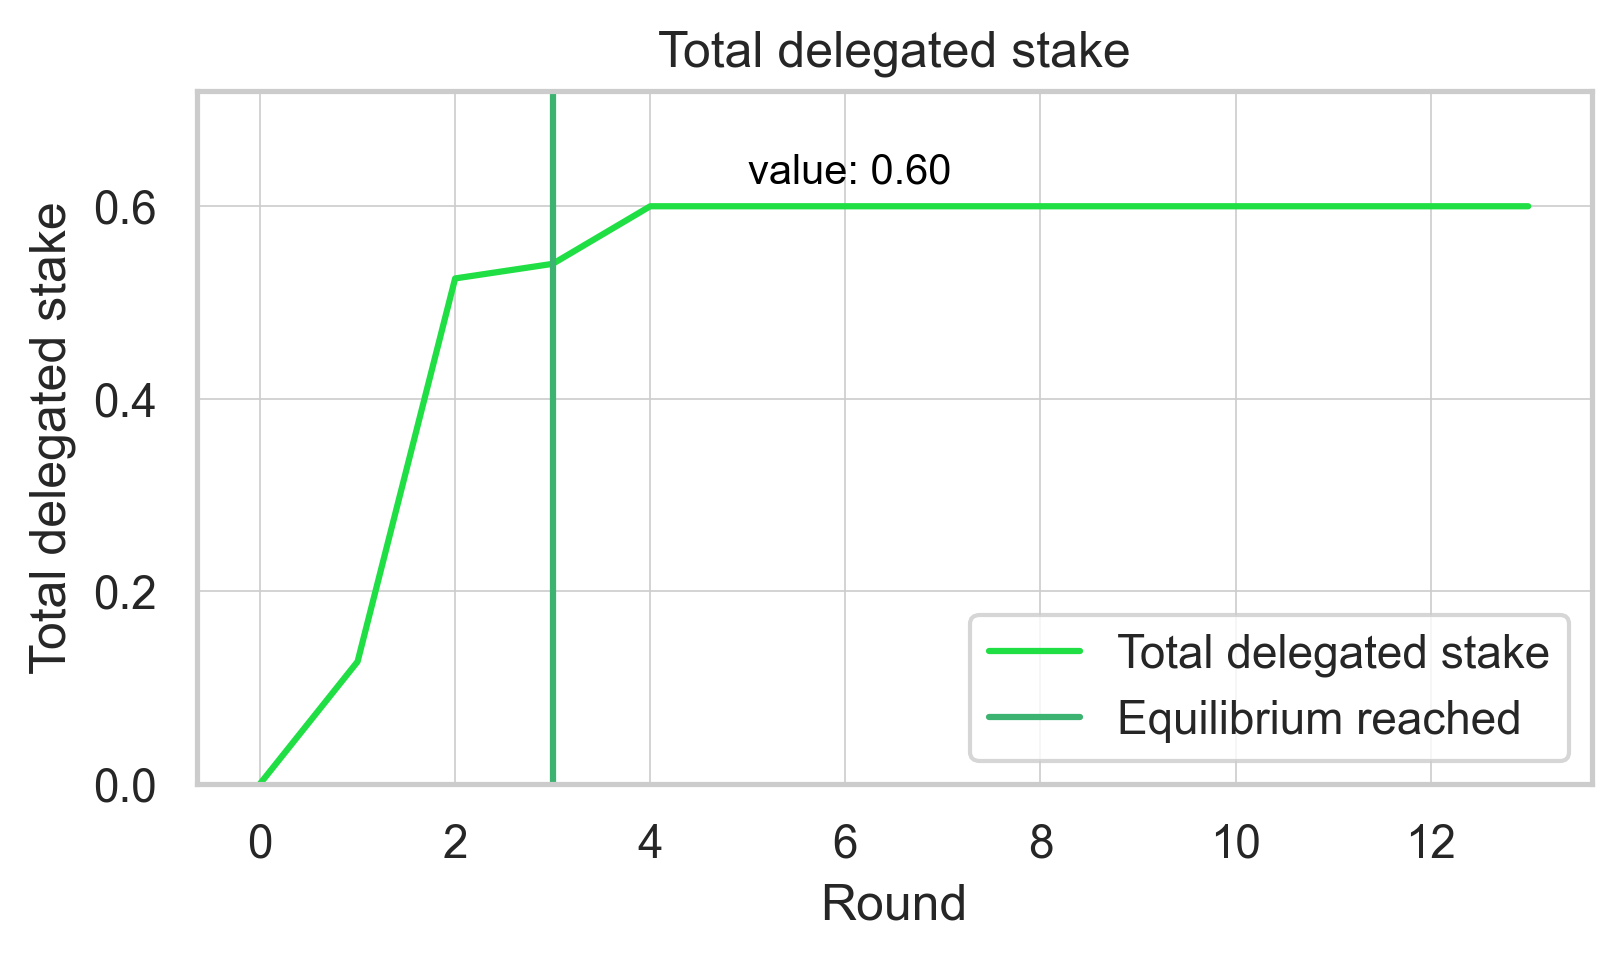 Total delegated stake
value: 0.60
Total delegated stake
0.6
0.4
0.2
0.0
Total delegated stake
Equilibrium reached
0 2 4 6 8 10 12
Round